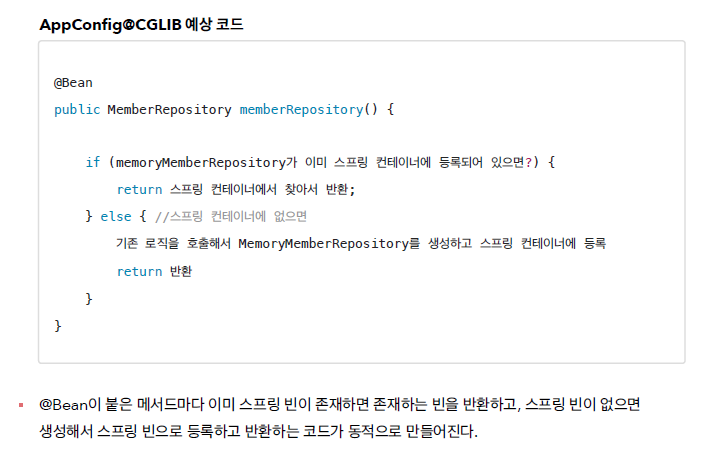 AppConfig@CGLIB 예상 코드
@Bean
public MemberRepository memberRepository() {
if (memoryMemberRepository가 이미 스프링 컨테이너에 등록되어 있으면?) {
return 스프링 컨테이너에서 찾아서 반환;
} else { //스프링 컨테이너에 없으면
기존 로직을 호출해서 MemoryMemberRepository를 생성하고 스프링 컨테이너에 등록
return 반환
}
}
@Bean이 붙은 메서드마다 이미 스프링 빈이 존재하면 존재하는 빈을 반환하고, 스프링 빈이 없으면
생성해서 스프링 빈으로 등록하고 반환하는 코드가 동적으로 만들어진다.